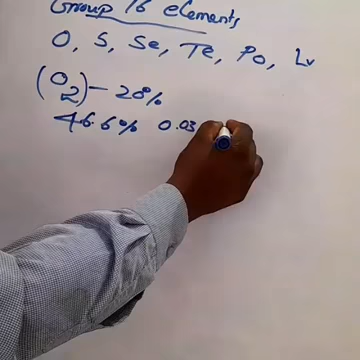 Group 16 elements
O, S, Se, Te, Po, Lv
(O2) - 20%
46.6% 0.03